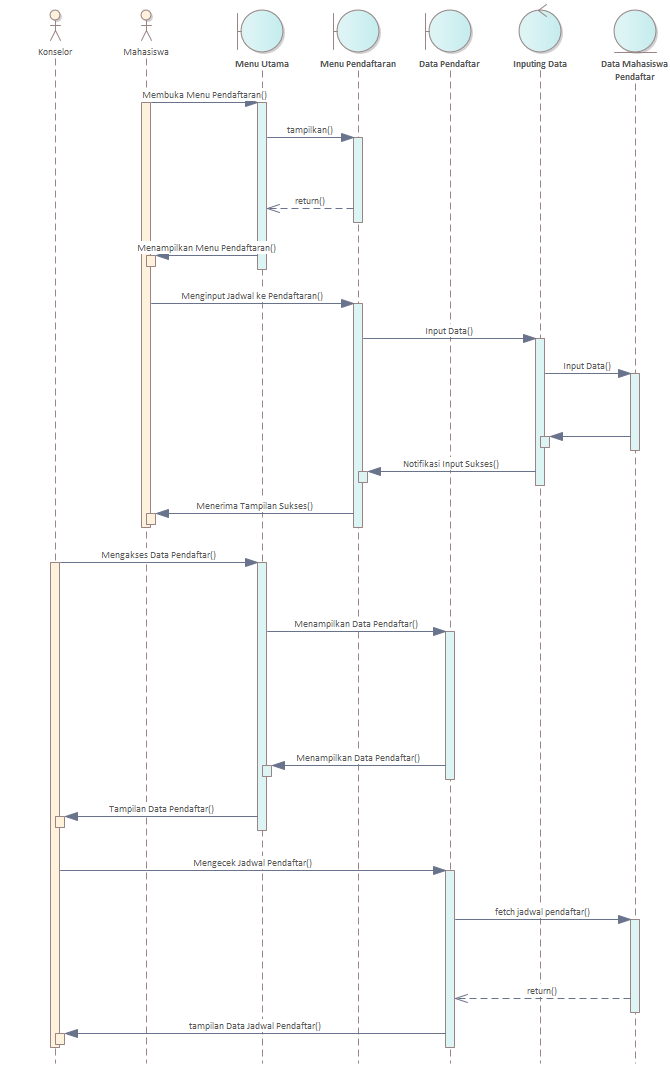 Konselor
Mahasiswa
Menu Utama
Menu Pendaftaran
Data Pendaftar
Inputing Data
Data Mahasiswa
Pendaftar
Membuka Menu Pendaftaran()
tampilkan()
return()
Menampilkan Menu Pendaftaran()
Menginput Jadwal ke Pendaftaran()
Input Data()
Input Data()
Notifikasi Input Sukses()
Menerima Tampilan Sukses()
Mengakses Data Pendaftar()
Menampilkan Data Pendaftar()
Menampilkan Data Pendaftar()
Tampilan Data Pendaftar()
Mengecek Jadwal Pendaftar()
fetch jadwal pendaftar()
return()
tampilan Data Jadwal Pendaftar()